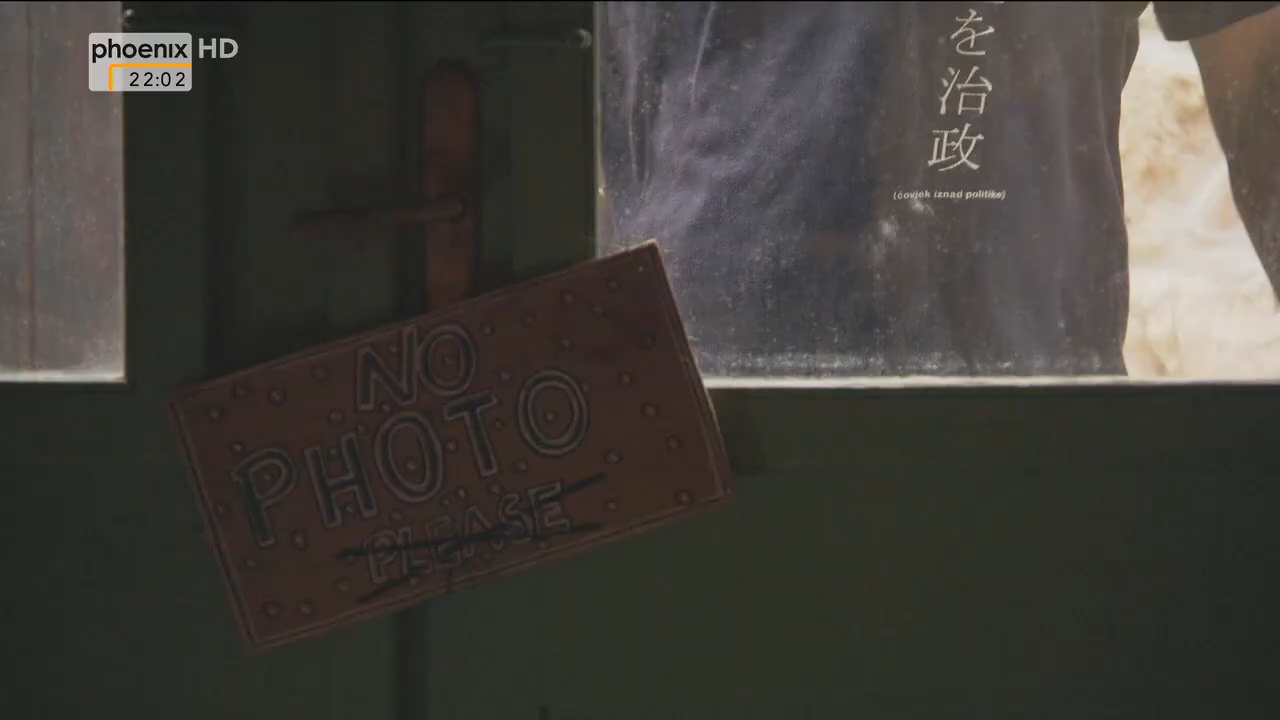 phoenix HD
22:02
を治政
(čovjek iznad politike)
NO
PHOTO
PLEASE